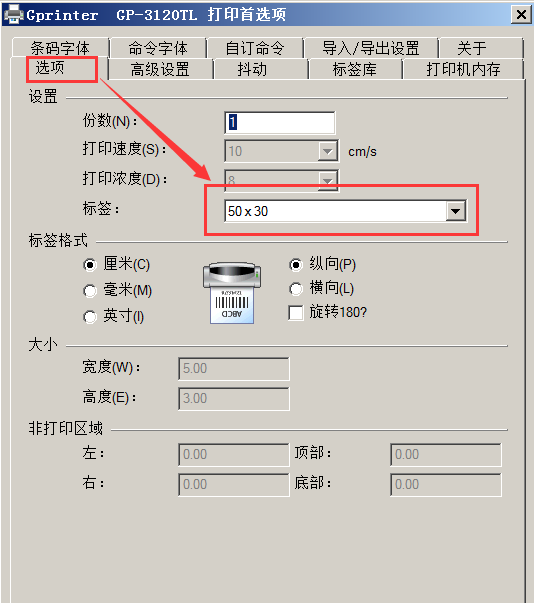 Gprinter GP-3120TL 打印首选项
条码字体 命令字体 自订命令 导入/导出设置 关于
选项 高级设置 抖动 标签库 打印机内存
设置
份数(N): 1
打印速度(S): 10 cm/s
打印浓度(D): 8
标签: 50 x 30
标签格式
厘米(C) 纵向(P)
毫米(M) 横向(L)
英寸(I) 旋转180?
ABCD
大小
宽度(W): 5.00
高度(E): 3.00
非打印区域
左: 0.00 顶部: 0.00
右: 0.00 底部: 0.00